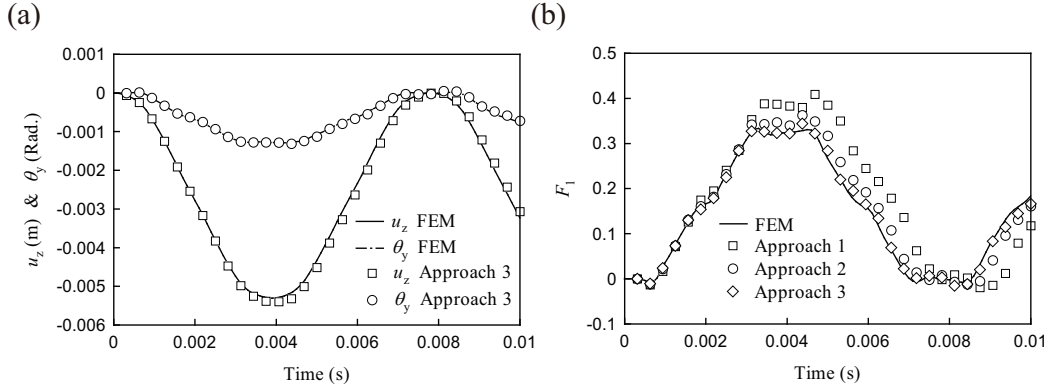 (a)
0.001
0
-0.001
-0.002
-0.003
-0.004
-0.005
-0.006
u_z (m) & θ_y (Rad.)
u_z FEM
θ_y FEM
u_z Approach 3
θ_y Approach 3
0 0.002 0.004 0.006 0.008 0.01
Time (s)
(b)
0.5
0.4
0.3
0.2
0.1
0
-0.1
F_1
FEM
Approach 1
Approach 2
Approach 3
0 0.002 0.004 0.006 0.008 0.01
Time (s)